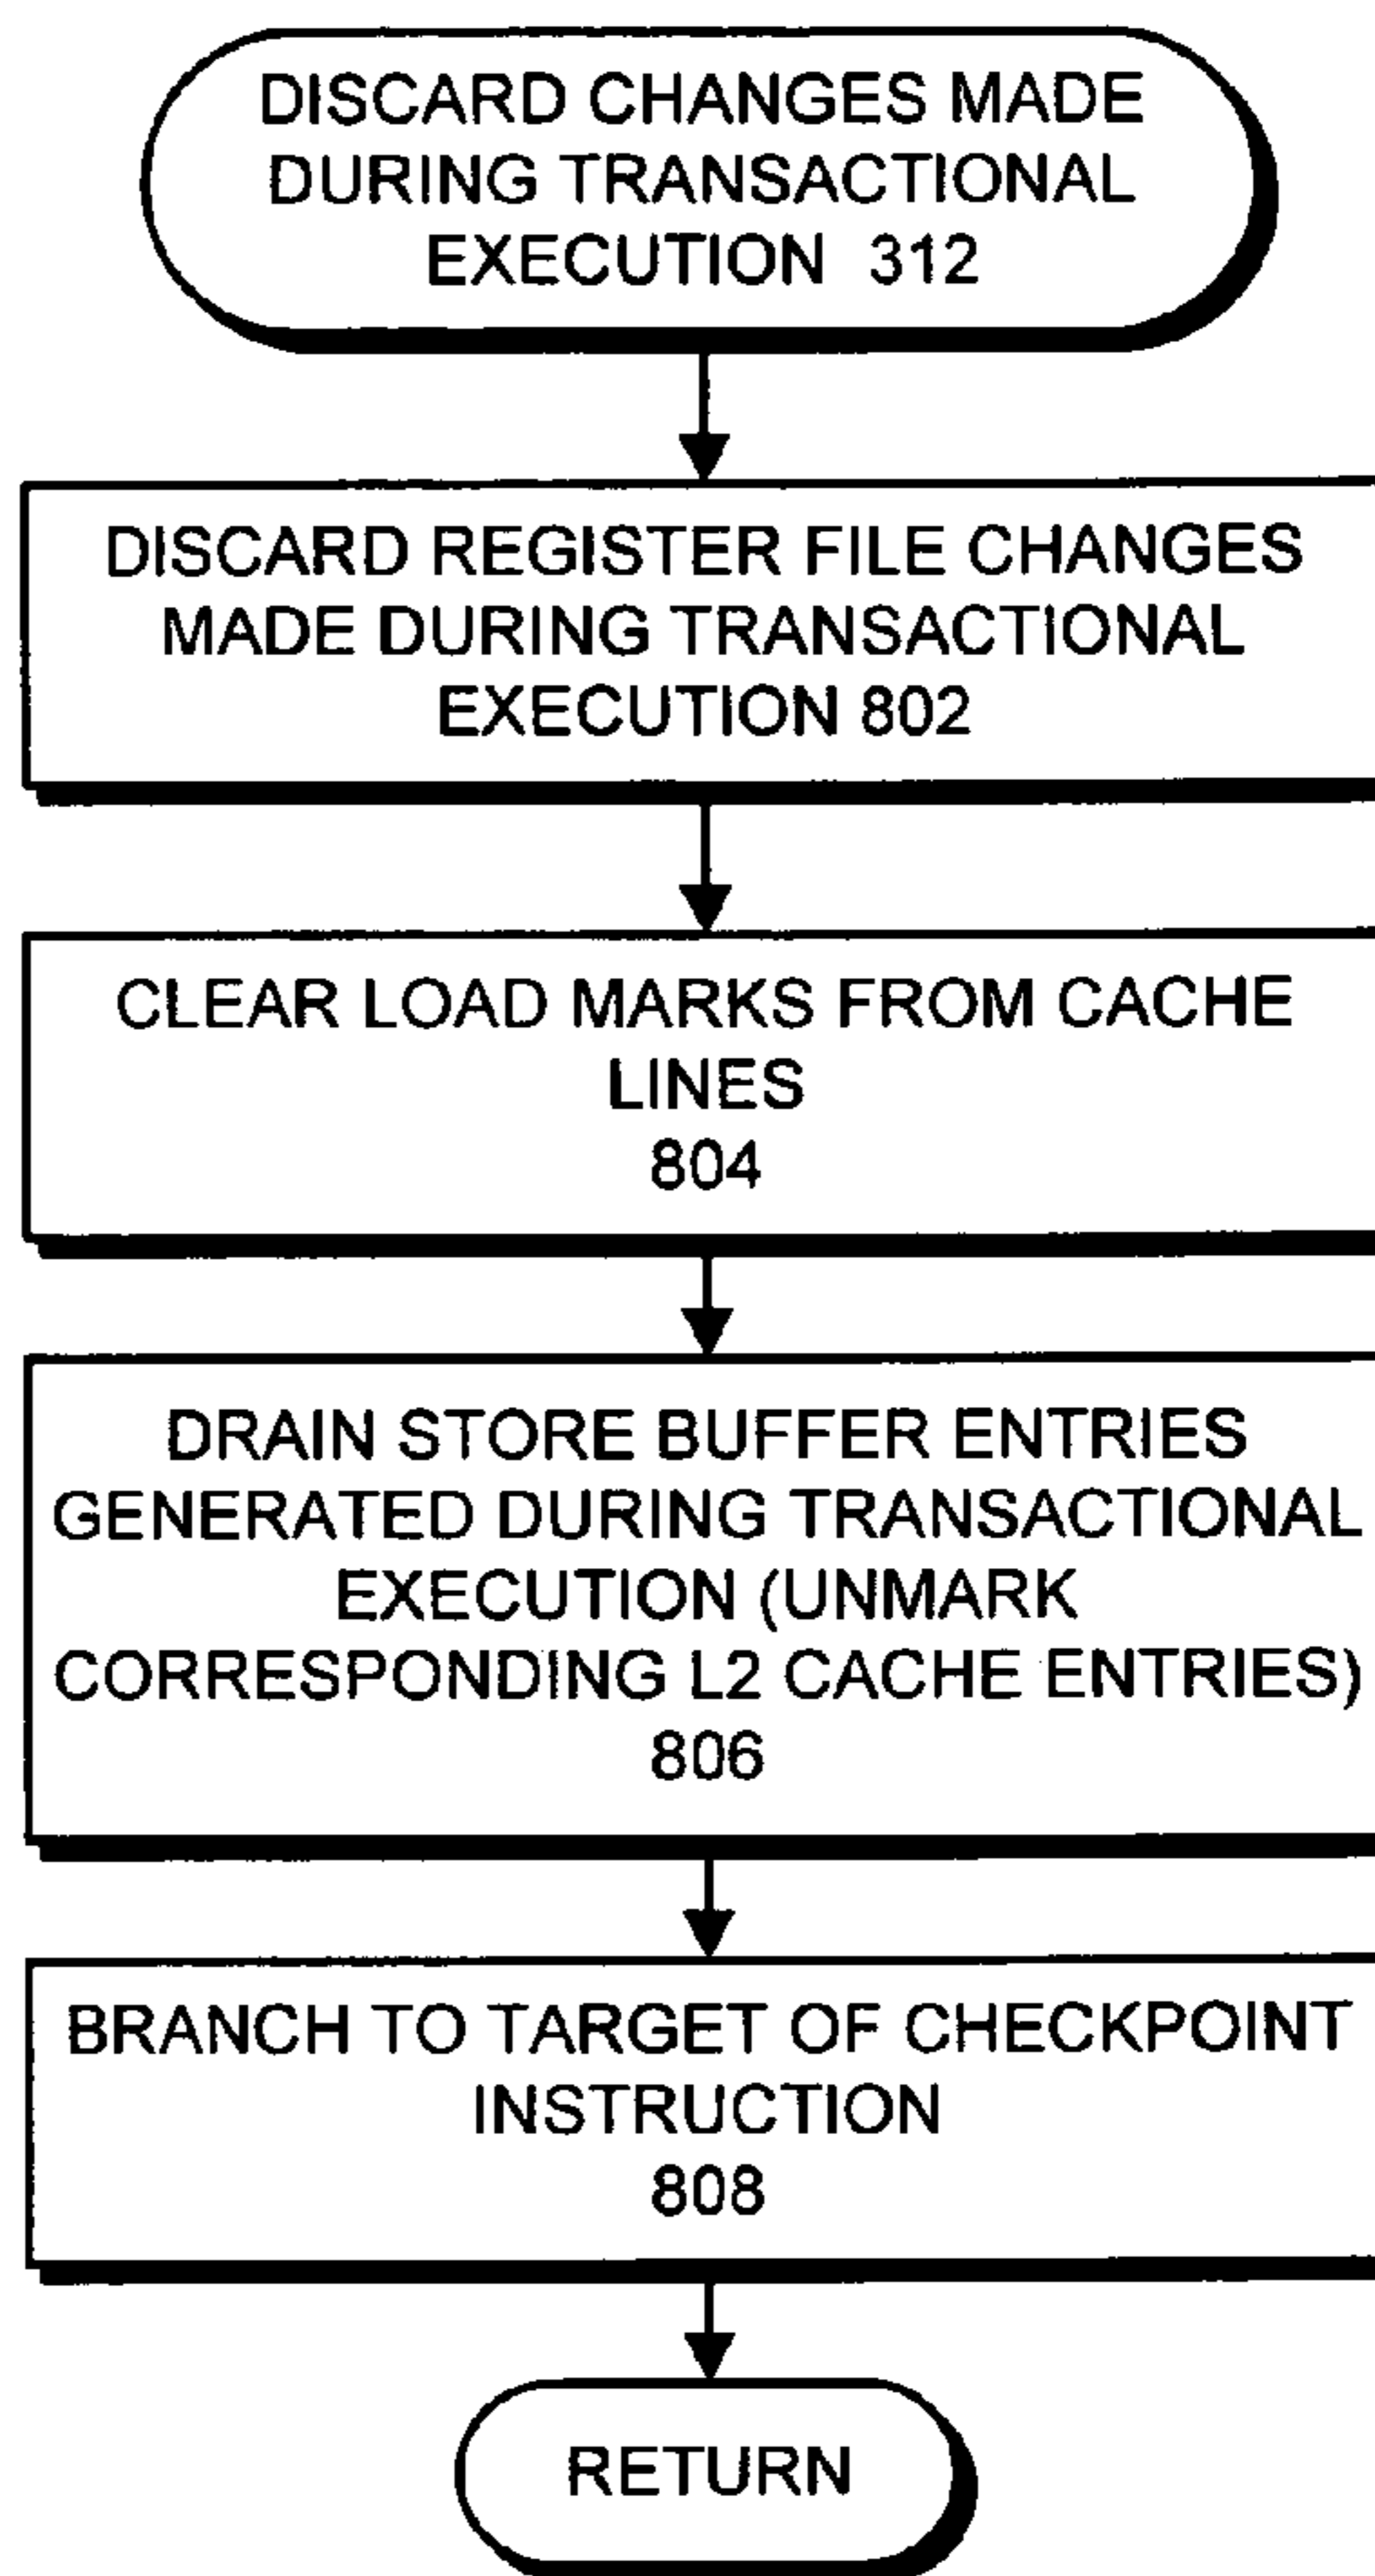 DISCARD CHANGES MADE
DURING TRANSACTIONAL
EXECUTION 312
DISCARD REGISTER FILE CHANGES
MADE DURING TRANSACTIONAL
EXECUTION 802
CLEAR LOAD MARKS FROM CACHE
LINES
804
DRAIN STORE BUFFER ENTRIES
GENERATED DURING TRANSACTIONAL
EXECUTION (UNMARK
CORRESPONDING L2 CACHE ENTRIES)
806
BRANCH TO TARGET OF CHECKPOINT
INSTRUCTION
808
RETURN